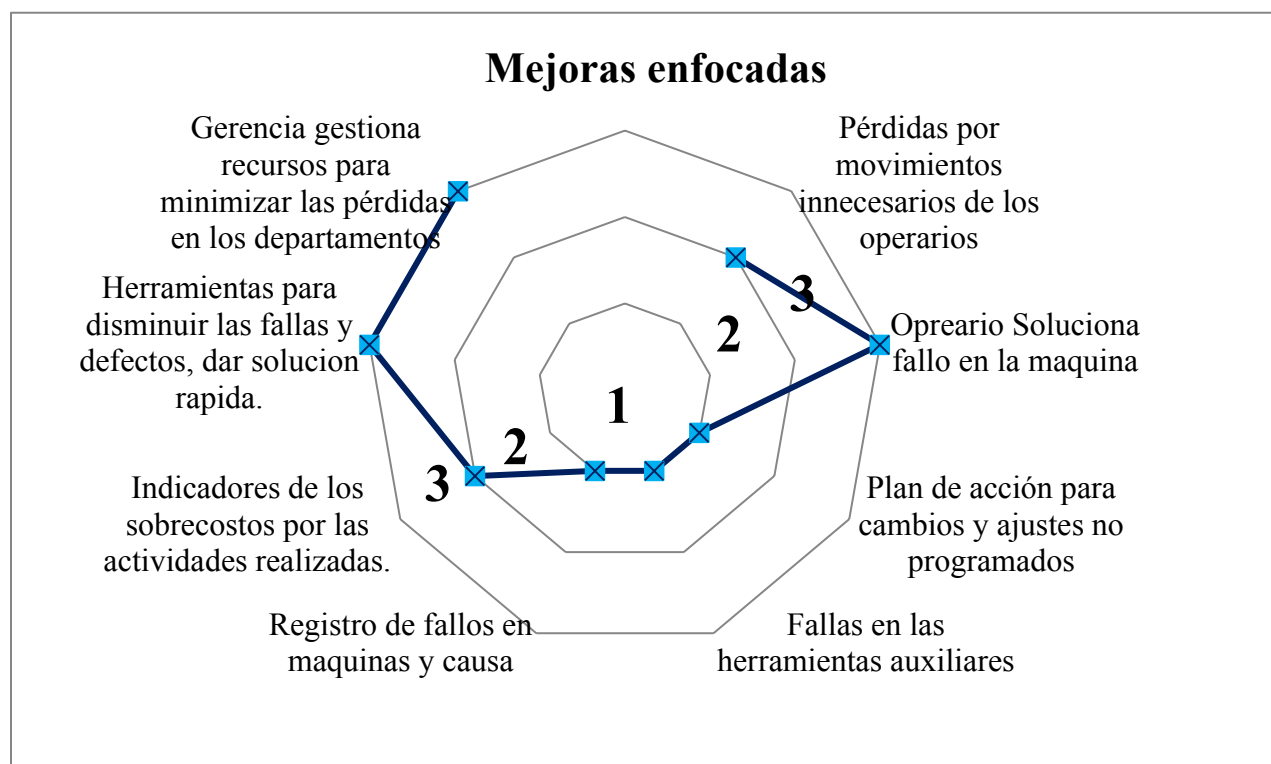 Mejoras enfocadas
Gerencia gestiona
recursos para
minimizar las pérdidas
en los departamentos
Pérdidas por
movimientos
innecesarios de los
operarios
Herramientas para
disminuir las fallas y
defectos, dar solucion
rapida.
3
2
Opreario Soluciona
fallo en la maquina
1
2
3
Indicadores de los
sobrecostos por las
actividades realizadas.
Plan de acción para
cambios y ajustes no
programados
Registro de fallos en
maquinas y causa
Fallas en las
herramientas auxiliares